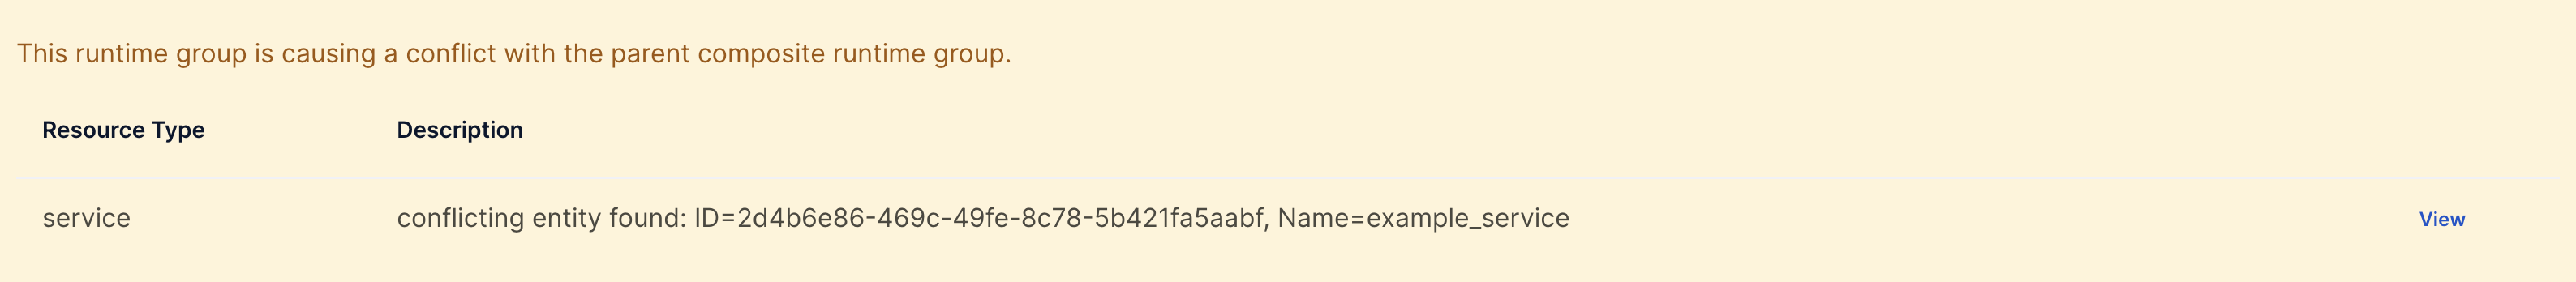 This runtime group is causing a conflict with the parent composite runtime group.
Resource Type Description
service conflicting entity found: ID=2d4b6e86-469c-49fe-8c78-5b421fa5aabf, Name=example_service View